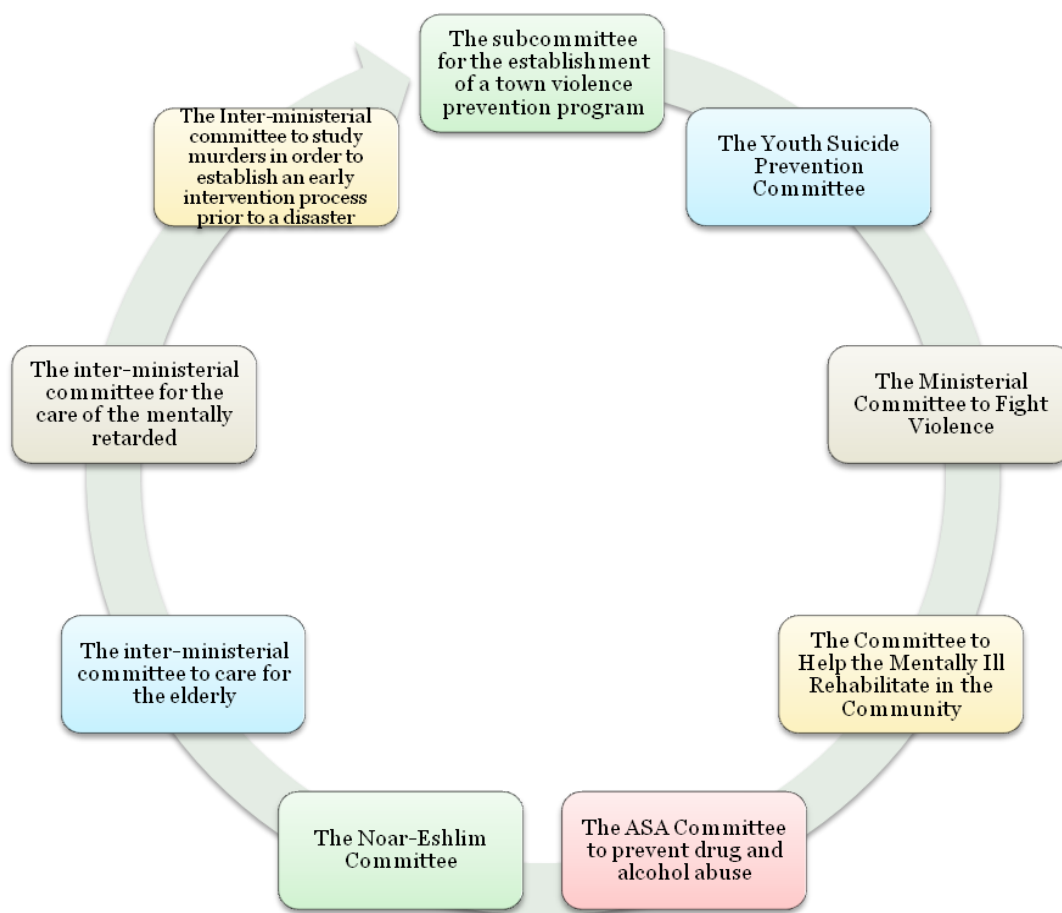 The subcommittee
for the establishment
of a town violence
prevention program
The Youth Suicide
Prevention
Committee
The Ministerial
Committee to Fight
Violence
The Committee to
Help the Mentally Ill
Rehabilitate in the
Community
The ASA Committee
to prevent drug and
alcohol abuse
The Noar-Eshlim
Committee
The inter-ministerial
committee to care for
the elderly
The inter-ministerial
committee for the
care of the mentally
retarded
The Inter-ministerial
committee to study
murders in order to
establish an early
intervention process
prior to a disaster